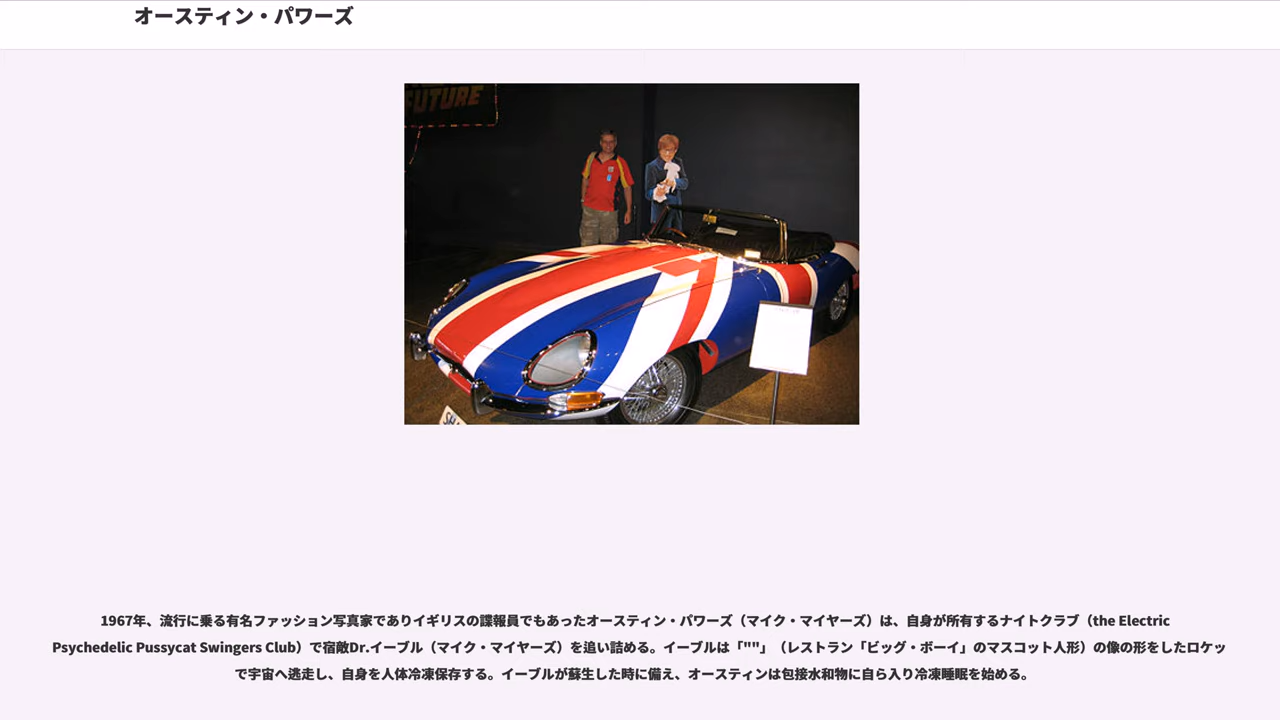 オースティン・パワーズ
FUTURE
1967年、流行に乗る有名ファッション写真家でありイギリスの諜報員でもあったオースティン・パワーズ（マイク・マイヤーズ）は、自身が所有するナイトクラブ（the Electric
Psychedelic Pussycat Swingers Club）で宿敵Dr.イーブル（マイク・マイヤーズ）を追い詰める。イーブルは「""」（レストラン「ビッグ・ボーイ」のマスコット人形）の像の形をしたロケッ
で宇宙へ逃走し、自身を人体冷凍保存する。イーブルが蘇生した時に備え、オースティンは包接水和物に自ら入り冷凍睡眠を始める。